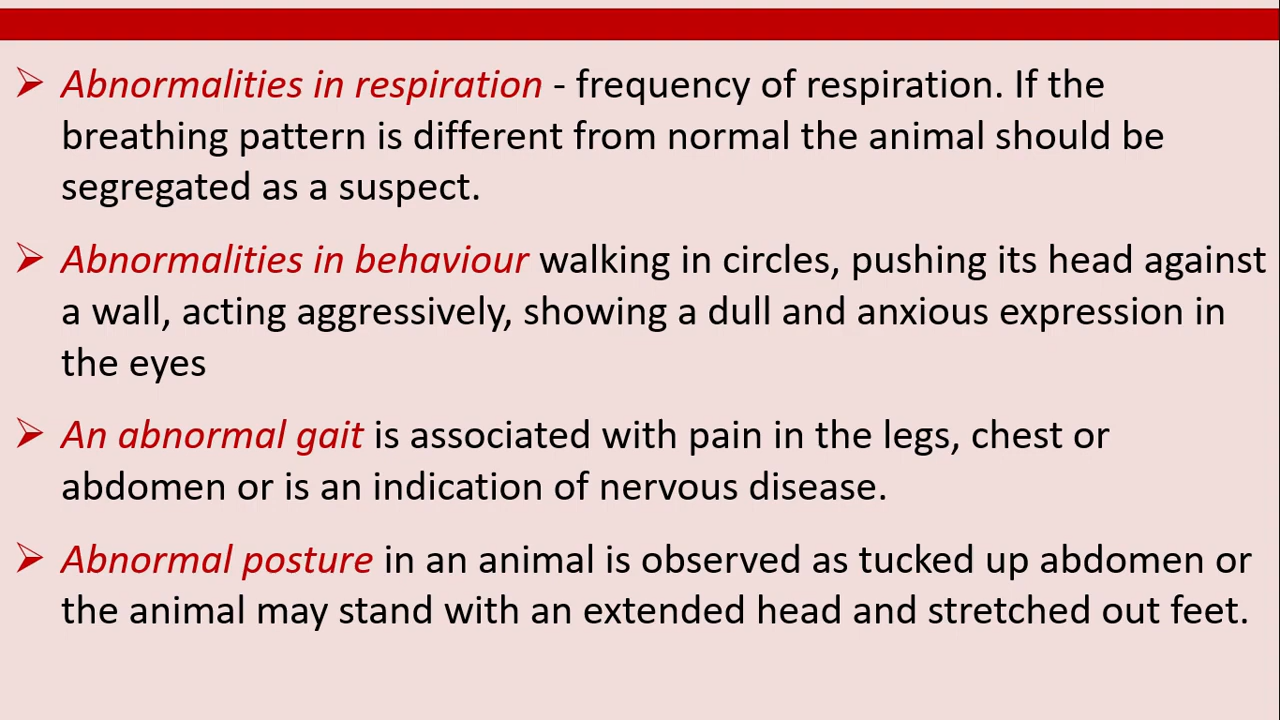 ➢ Abnormalities in respiration - frequency of respiration. If the
breathing pattern is different from normal the animal should be
segregated as a suspect.
➢ Abnormalities in behaviour walking in circles, pushing its head against
a wall, acting aggressively, showing a dull and anxious expression in
the eyes
➢ An abnormal gait is associated with pain in the legs, chest or
abdomen or is an indication of nervous disease.
➢ Abnormal posture in an animal is observed as tucked up abdomen or
the animal may stand with an extended head and stretched out feet.